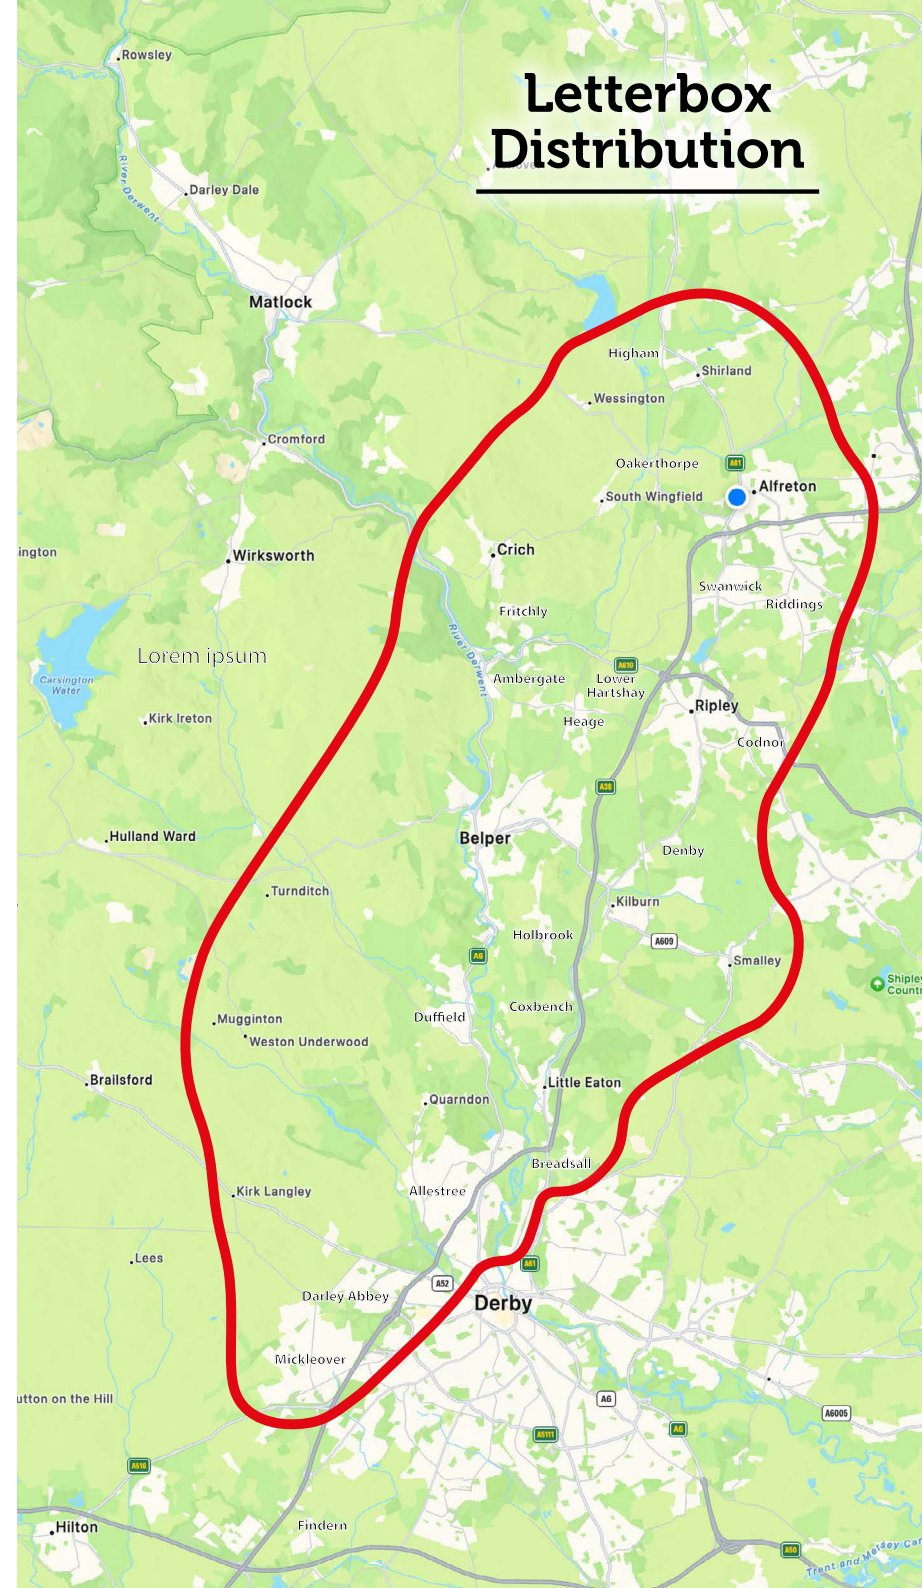 Rowsley
Letterbox
Distribution
River Derwent
Darley Dale
Matlock
Higham
Shirland
Wessington
Cromford
Oakerthorpe
A61
South Wingfield
Alfreton
ington
Wirksworth
Crich
Swanwick
Riddings
Fritchly
River Derwent
Lorem ipsum
Carsington
Water
Ambergate
A610
Lower
Hartshay
Kirk Ireton
Heage
Ripley
Codnor
A38
Hulland Ward
Belper
Denby
Turnditch
Kilburn
Holbrook
A609
A6
Smalley
Shipley
Countr
Mugginton
Duffield
Coxbench
Weston Underwood
Brailsford
Little Eaton
Quarndon
Breadsall
Kirk Langley
Allestree
Lees
A61
A52
Darley Abbey
Derby
Mickleover
utton on the Hill
A6
A6005
A5111
A6
A516
Hilton
Findern
A50
Trent and Mersey Can